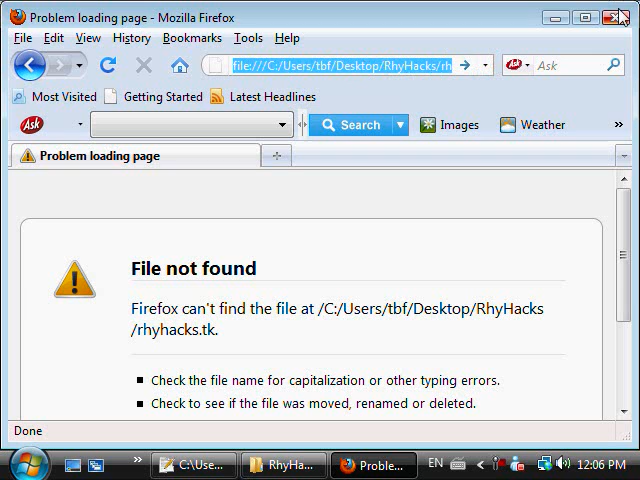 Problem loading page - Mozilla Firefox
File Edit View History Bookmarks Tools Help
file:///C:/Users/tbf/Desktop/RhyHacks/rh
Ask Ask
Most Visited Getting Started Latest Headlines
Ask Search Images Weather »
Problem loading page
File not found
Firefox can't find the file at /C:/Users/tbf/Desktop/RhyHacks
/rhyhacks.tk.
Check the file name for capitalization or other typing errors.
Check to see if the file was moved, renamed or deleted.
Done
» C:\Use... RhyHa... Proble... EN 12:06 PM